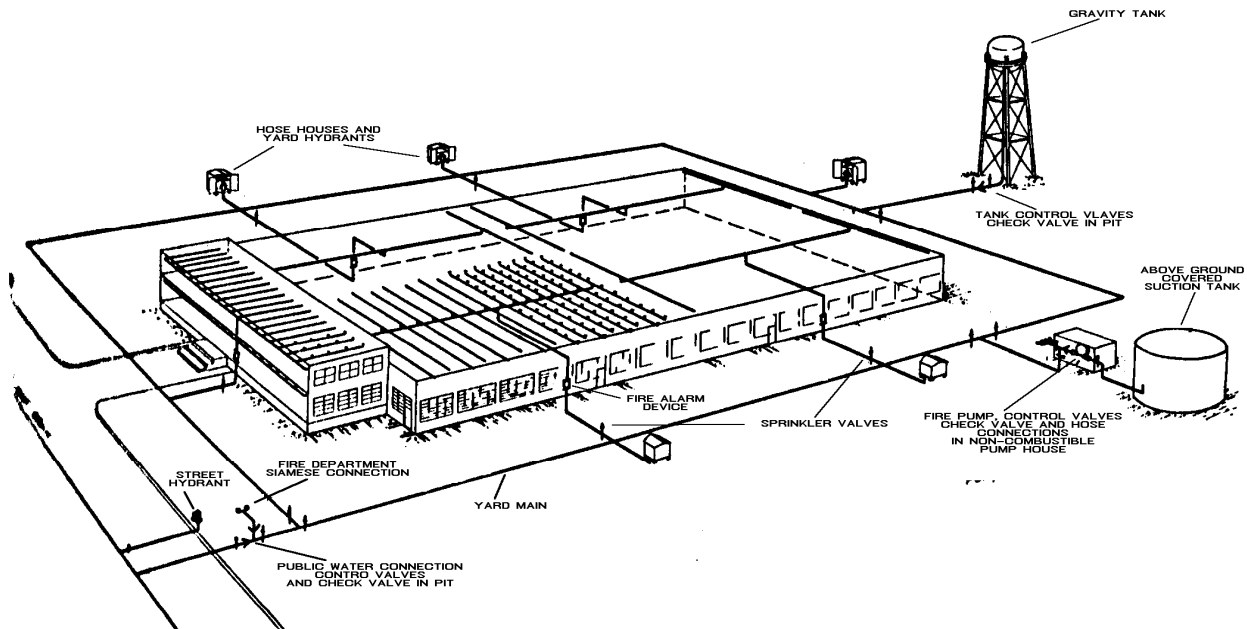 GRAVITY TANK
HOSE HOUSES AND
YARD HYDRANTS
TANK CONTROL VLAVES
CHECK VALVE IN PIT
ABOVE GROUND
COVERED
SUCTION TANK
FIRE ALARM
DEVICE
SPRINKLER VALVES
FIRE PUMP, CONTROL VALVES
CHECK VALVE AND HOSE
CONNECTIONS
IN NON-COMBUSTIBLE
PUMP HOUSE
FIRE DEPARTMENT
SIAMESE CONNECTION
STREET
HYDRANT
YARD MAIN
PUBLIC WATER CONNECTION
CONTRO VALVES
AND CHECK VALVE IN PIT